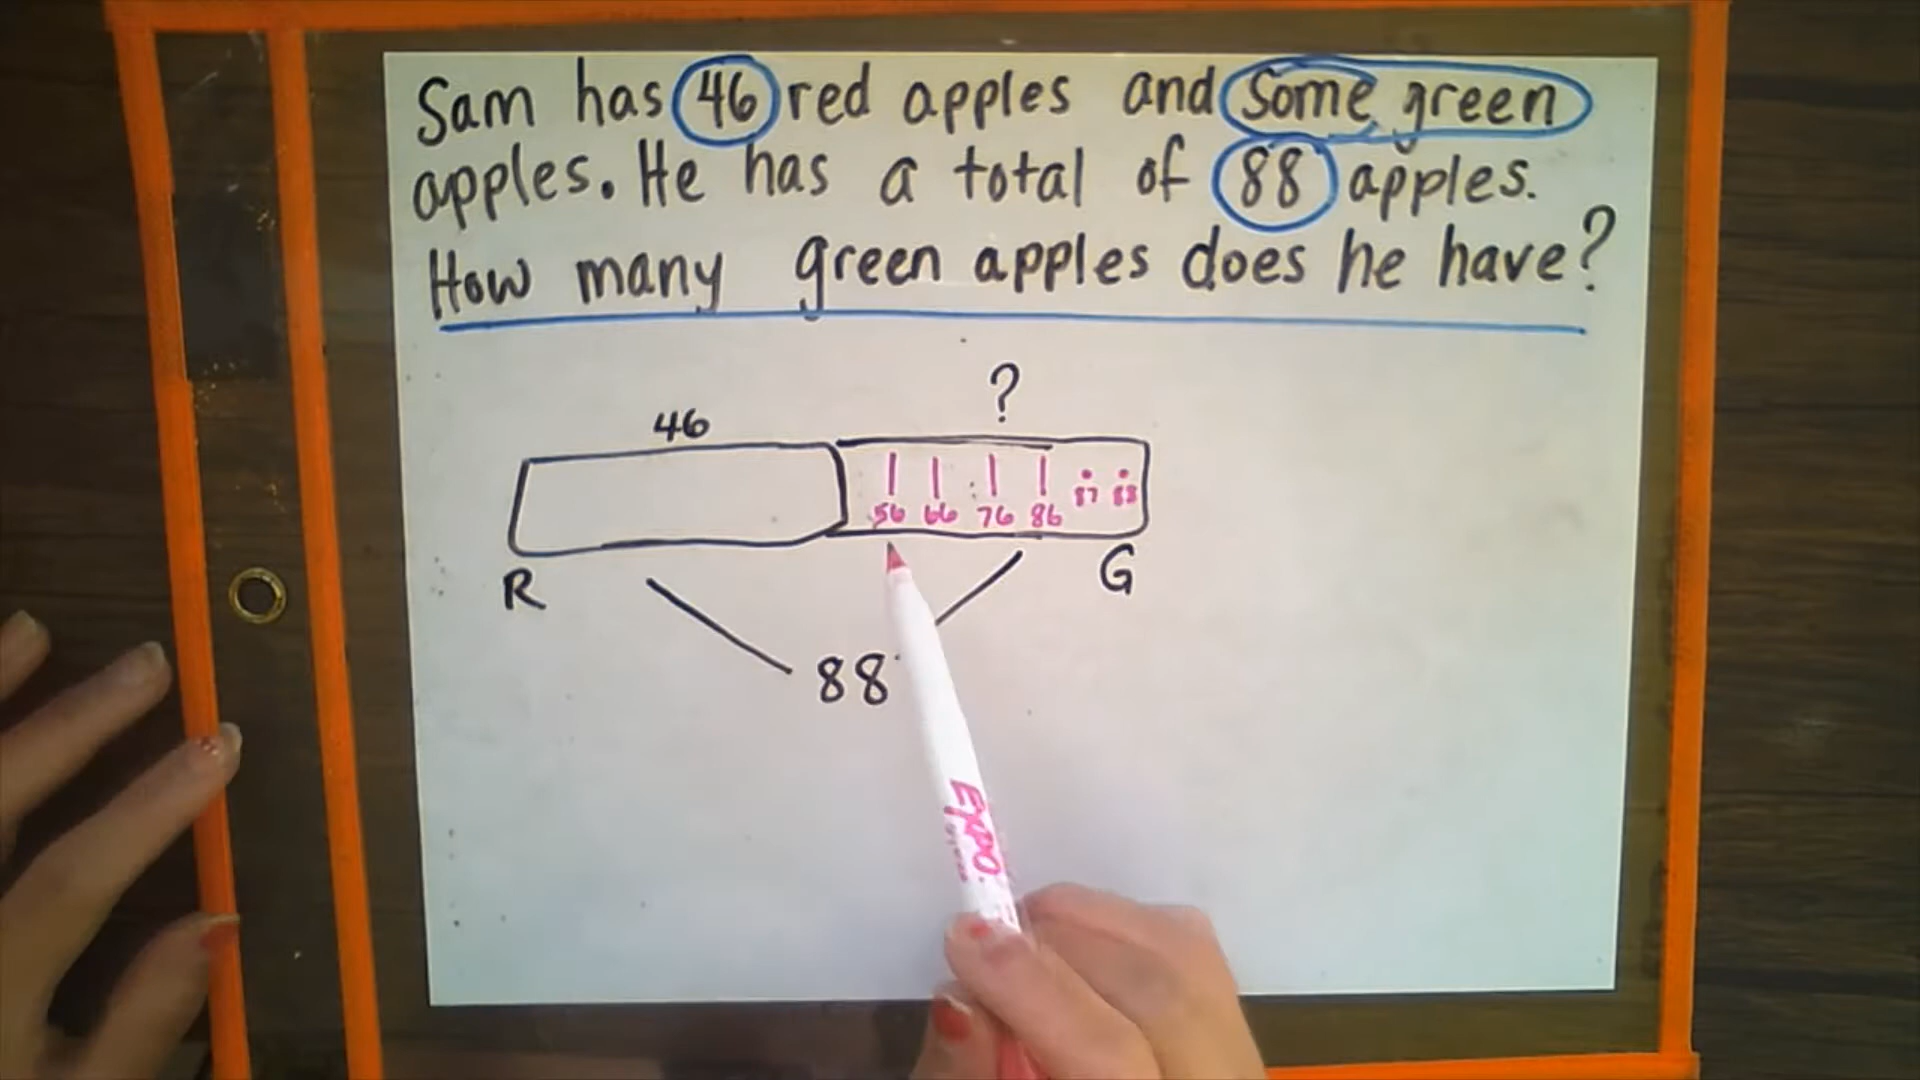 Sam has 46 red apples and some green
apples. He has a total of 88 apples.
How many green apples does he have?
?
46
56 66 76 86 87 88
R G
88
Expo